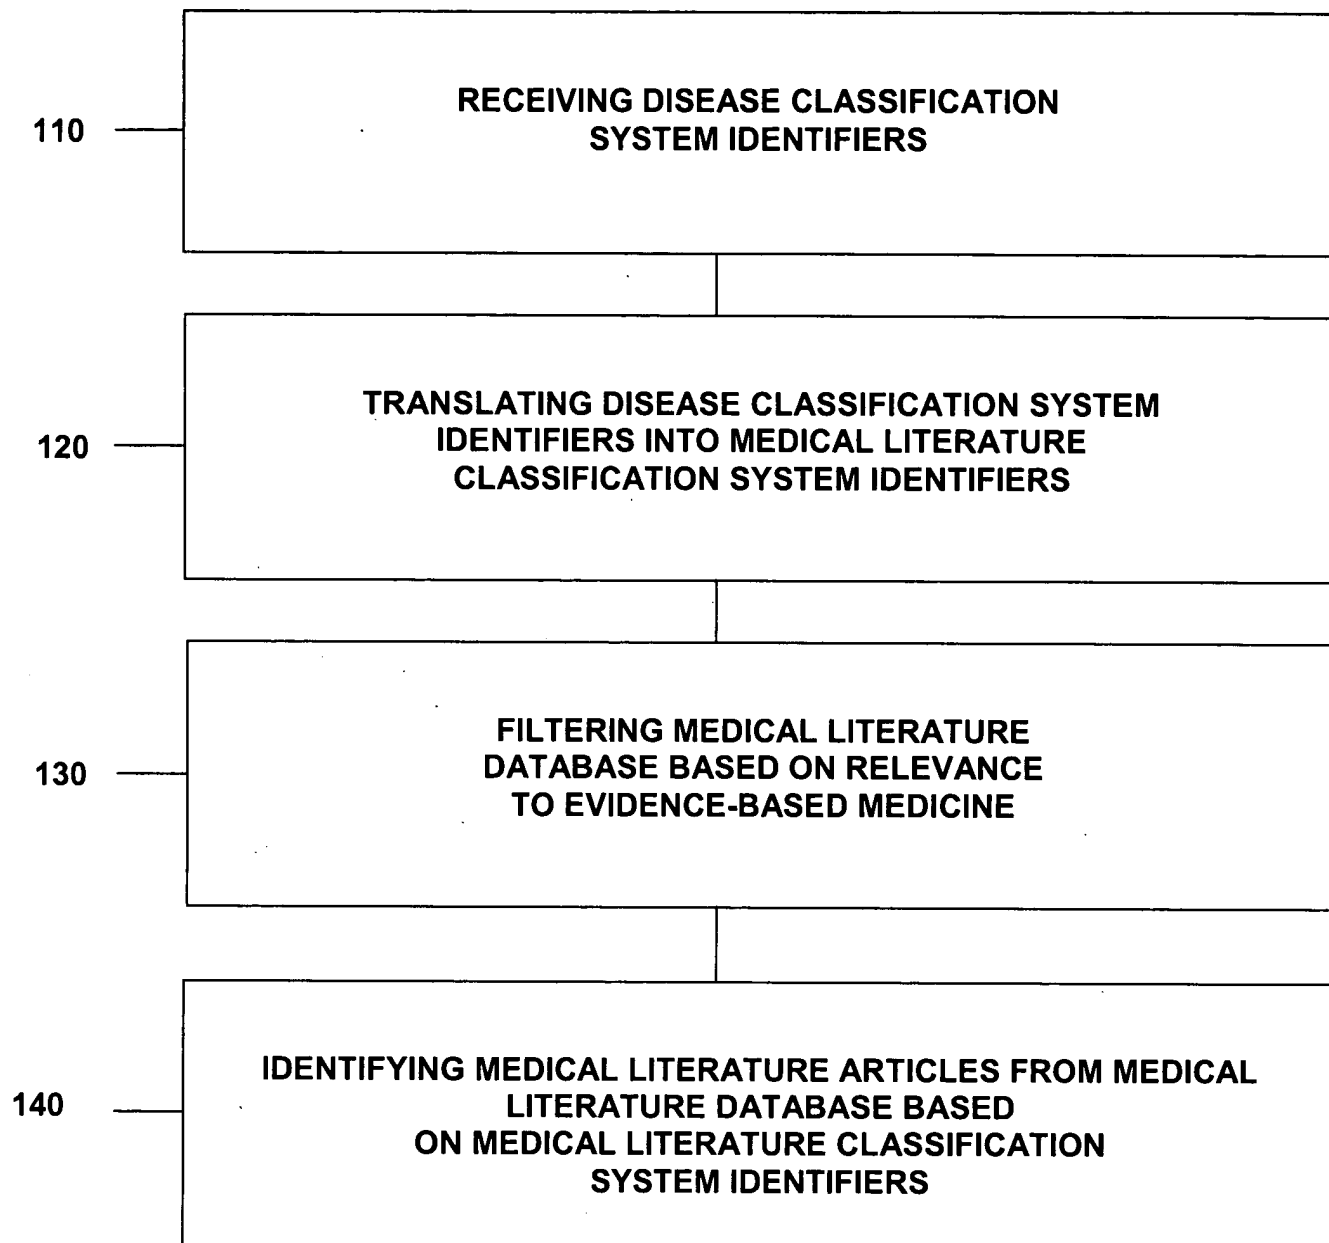 110
RECEIVING DISEASE CLASSIFICATION
SYSTEM IDENTIFIERS
120
TRANSLATING DISEASE CLASSIFICATION SYSTEM
IDENTIFIERS INTO MEDICAL LITERATURE
CLASSIFICATION SYSTEM IDENTIFIERS
130
FILTERING MEDICAL LITERATURE
DATABASE BASED ON RELEVANCE
TO EVIDENCE-BASED MEDICINE
140
IDENTIFYING MEDICAL LITERATURE ARTICLES FROM MEDICAL
LITERATURE DATABASE BASED
ON MEDICAL LITERATURE CLASSIFICATION
SYSTEM IDENTIFIERS